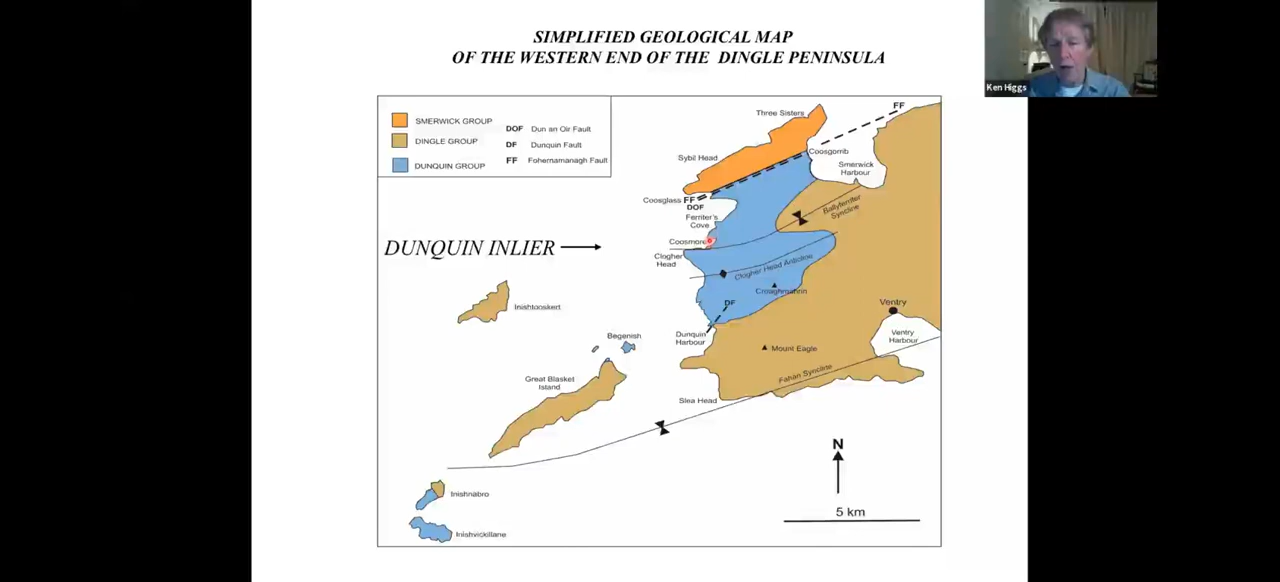 SIMPLIFIED GEOLOGICAL MAP
OF THE WESTERN END OF THE DINGLE PENINSULA
Ken Higgs
SMERWICK GROUP
DINGLE GROUP
DUNQUIN GROUP
DOF Dun an Oir Fault
DF Dunquin Fault
FF Fohernamanagh Fault
FF
Three Sisters
Coosgorrib
Sybil Head
Smerwick
Harbour
Coosglass FF
DOF
Ballyferriter
Syncline
Ferriter's
Cove
Coosmore
DUNQUIN INLIER
Clogher
Head
Clogher Head Anticline
Croaghmarhin
DF
Inishtooskert
Ventry
Dunquin
Harbour
Ventry
Harbour
Begenish
Mount Eagle
Fahan Syncline
Great Blasket
Island
Slea Head
N
Inishnabro
5 km
Inishvickillane